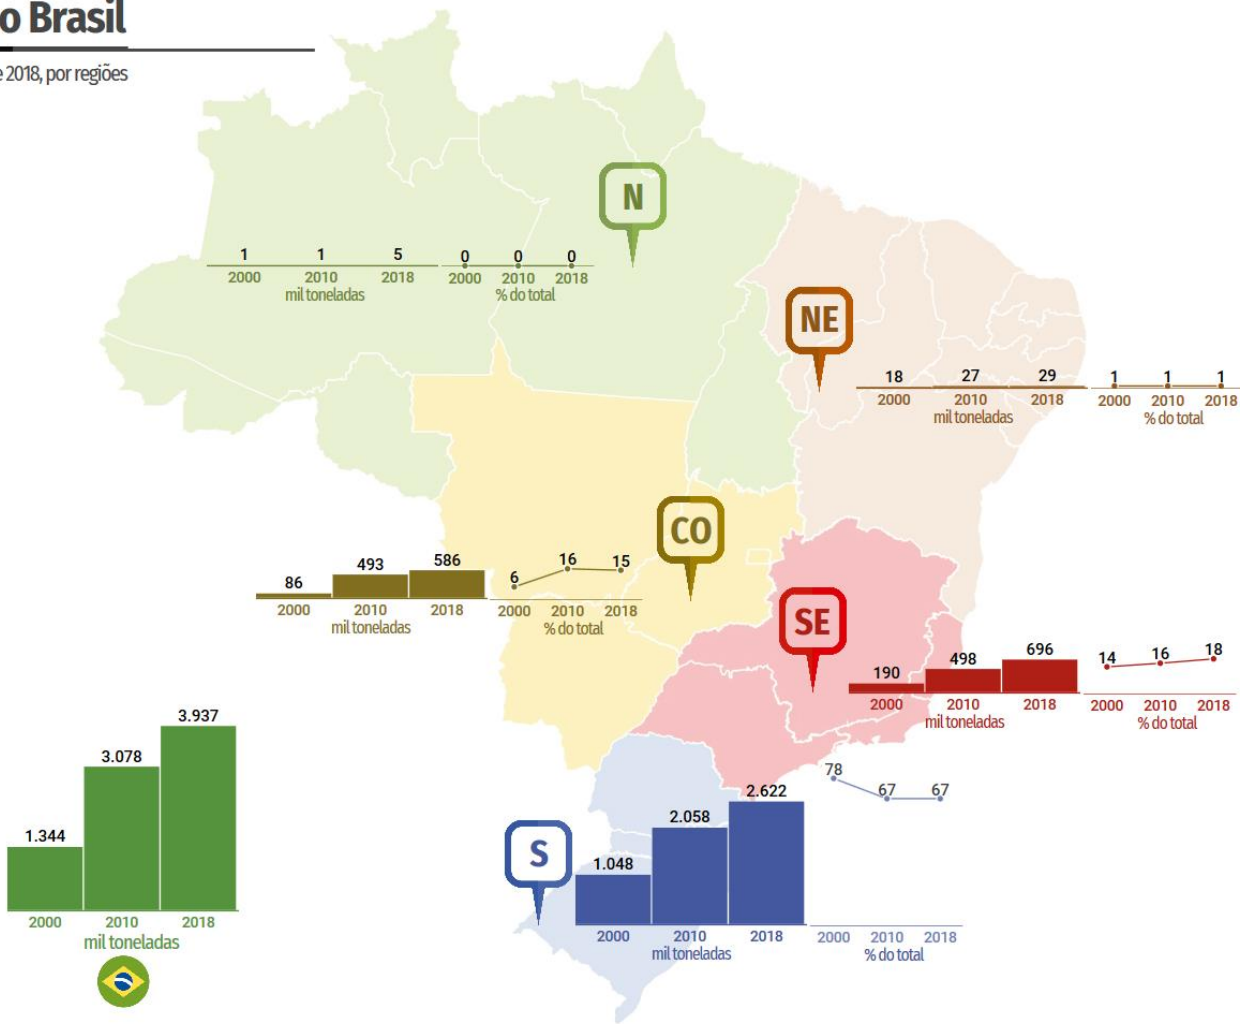 o Brasil
e 2018, por regiões
N
1 1 5 0 0 0
2000 2010 2018 2000 2010 2018
mil toneladas % do total
NE
18 27 29 1 1 1
2000 2010 2018 2000 2010 2018
mil toneladas % do total
CO
86 493 586 6 16 15
2000 2010 2018 2000 2010 2018
mil toneladas % do total
SE
190 498 696 14 16 18
2000 2010 2018 2000 2010 2018
mil toneladas % do total
1.344 3.078 3.937
2000 2010 2018
mil toneladas
S
1.048 2.058 2.622 78 67 67
2000 2010 2018 2000 2010 2018
mil toneladas % do total